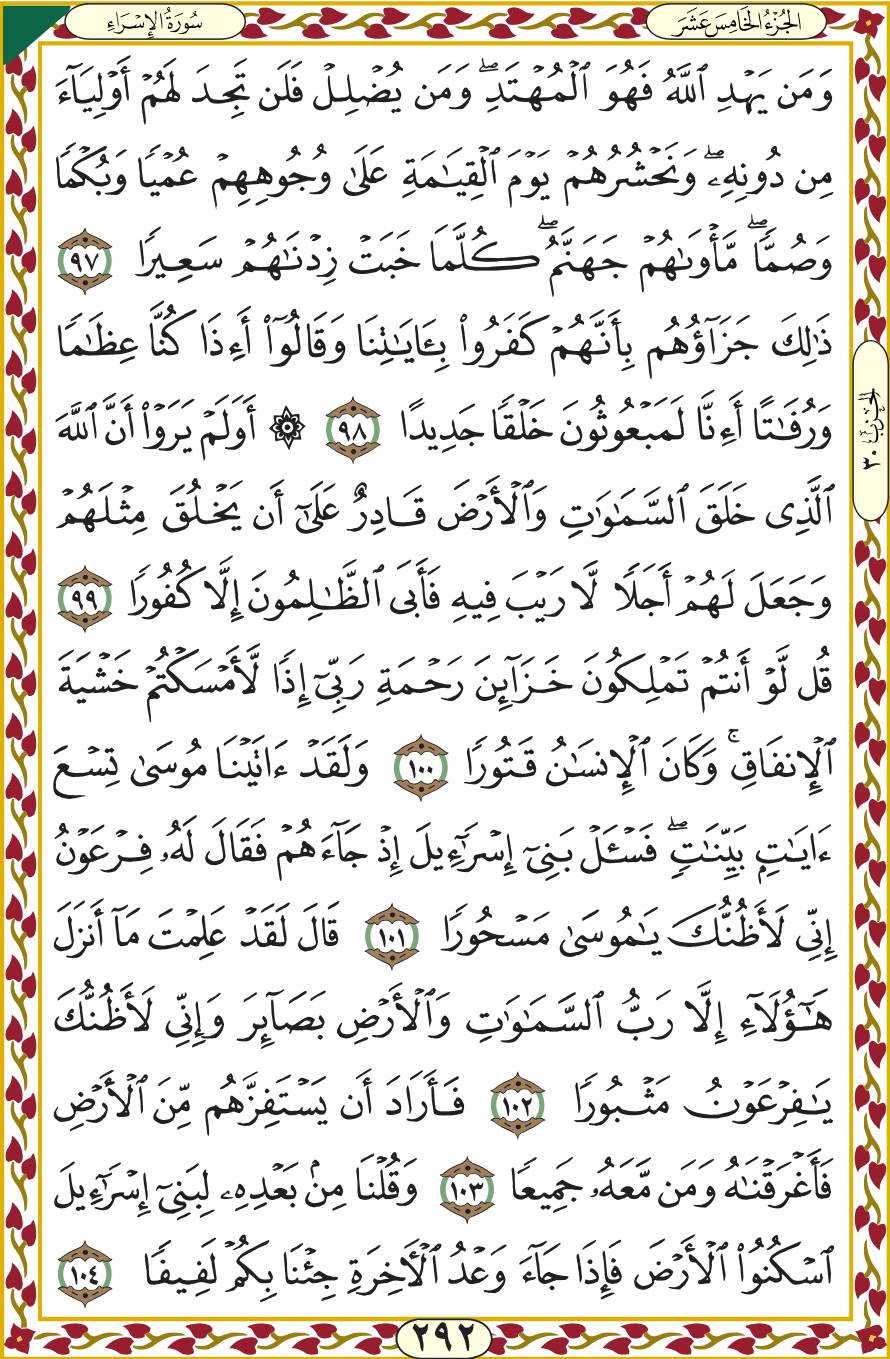 الجُزْءُ الخَامِسَ عَشَرَ
سُورَةُ الإِسْرَاءِ
وَمَن يَهْدِ ٱللَّهُ فَهُوَ ٱلْمُهْتَدِۖ وَمَن يُضْلِلْ فَلَن تَجِدَ لَهُمْ أَوْلِيَآءَ
مِن دُونِهِۦۖ وَنَحْشُرُهُمْ يَوْمَ ٱلْقِيَٰمَةِ عَلَىٰ وُجُوهِهِمْ عُمْيًا وَبُكْمًا
وَصُمًّاۖ مَّأْوَىٰهُمْ جَهَنَّمُۖ كُلَّمَا خَبَتْ زِدْنَٰهُمْ سَعِيرًا ٩٧
ذَٰلِكَ جَزَآؤُهُم بِأَنَّهُمْ كَفَرُوا۟ بِـَٔايَٰتِنَا وَقَالُوٓا۟ أَءِذَا كُنَّا عِظَٰمًا
وَرُفَٰتًا أَءِنَّا لَمَبْعُوثُونَ خَلْقًا جَدِيدًا ٩٨ ۞ أَوَلَمْ يَرَوْا۟ أَنَّ ٱللَّهَ
ٱلَّذِى خَلَقَ ٱلسَّمَٰوَٰتِ وَٱلْأَرْضَ قَادِرٌ عَلَىٰٓ أَن يَخْلُقَ مِثْلَهُمْ
وَجَعَلَ لَهُمْ أَجَلًا لَّا رَيْبَ فِيهِ فَأَبَى ٱلظَّٰلِمُونَ إِلَّا كُفُورًا ٩٩
قُل لَّوْ أَنتُمْ تَمْلِكُونَ خَزَآئِنَ رَحْمَةِ رَبِّىٓ إِذًا لَّأَمْسَكْتُمْ خَشْيَةَ
ٱلْإِنفَاقِۚ وَكَانَ ٱلْإِنسَٰنُ قَتُورًا ١٠٠ وَلَقَدْ ءَاتَيْنَا مُوسَىٰ تِسْعَ
ءَايَٰتٍۭ بَيِّنَٰتٍۖ فَسْـَٔلْ بَنِىٓ إِسْرَٰٓءِيلَ إِذْ جَآءَهُمْ فَقَالَ لَهُۥ فِرْعَوْنُ
إِنِّى لَأَظُنُّكَ يَٰمُوسَىٰ مَسْحُورًا ١٠١ قَالَ لَقَدْ عَلِمْتَ مَآ أَنزَلَ
هَٰٓؤُلَآءِ إِلَّا رَبُّ ٱلسَّمَٰوَٰتِ وَٱلْأَرْضِ بَصَآئِرَ وَإِنِّى لَأَظُنُّكَ
يَٰفِرْعَوْنُ مَثْبُورًا ١٠٢ فَأَرَادَ أَن يَسْتَفِزَّهُم مِّنَ ٱلْأَرْضِ
فَأَغْرَقْنَٰهُ وَمَن مَّعَهُۥ جَمِيعًا ١٠٣ وَقُلْنَا مِنۢ بَعْدِهِۦ لِبَنِىٓ إِسْرَٰٓءِيلَ
ٱسْكُنُوا۟ ٱلْأَرْضَ فَإِذَا جَآءَ وَعْدُ ٱلْـَٔاخِرَةِ جِئْنَا بِكُمْ لَفِيفًا ١٠٤
الحِزْبُ ٣٠
٢٩٢